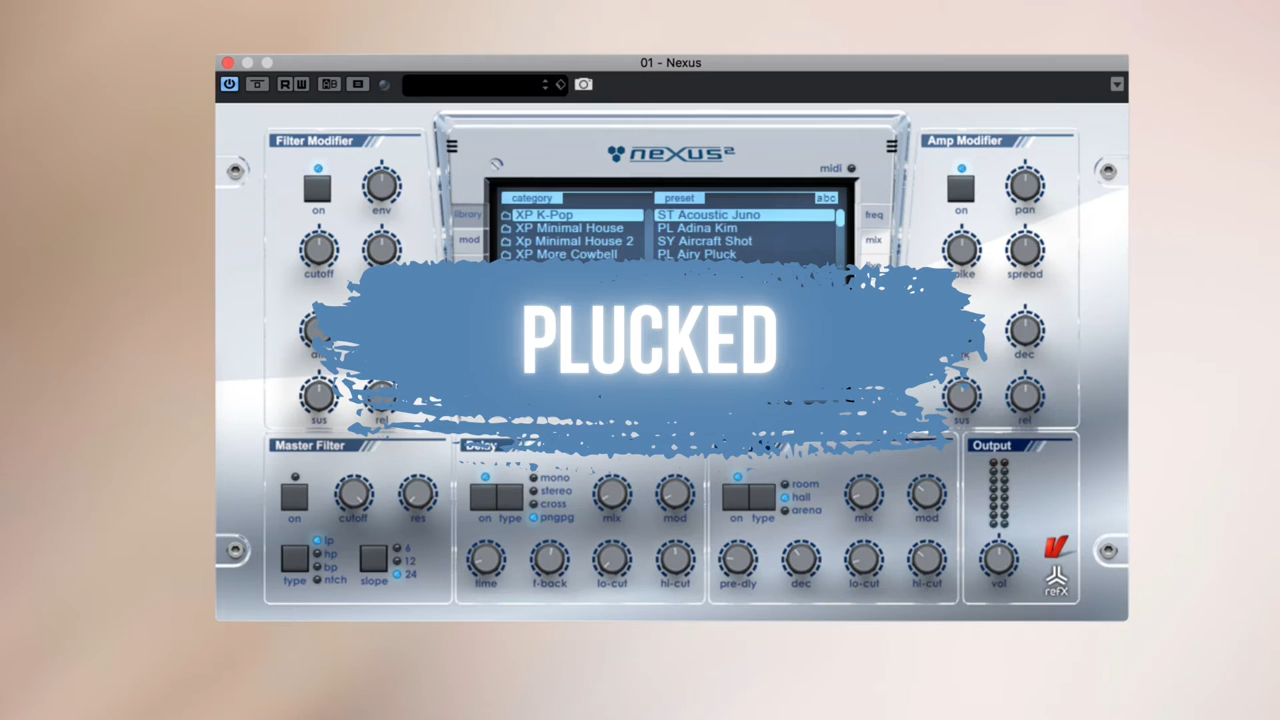 01 - Nexus
R W
Filter Modifier
on
env
cutoff
sus
rel
nexus²
midi
category
preset
abc
library
mod
XP K-Pop
XP Minimal House
Xp Minimal House 2
XP More Cowbell
ST Acoustic Juno
PL Adina Kim
SY Aircraft Shot
PL Airy Pluck
freq
mix
Amp Modifier
on
pan
spread
dec
sus
rel
PLUCKED
Master Filter
on
cutoff
res
type
lp
hp
bp
ntch
slope
6
12
24
Delay
on
type
mono
stereo
cross
pngpg
mix
mod
time
f-back
lo-cut
hi-cut
on
type
room
hall
arena
mix
mod
pre-dly
dec
lo-cut
hi-cut
Output
vol
refX